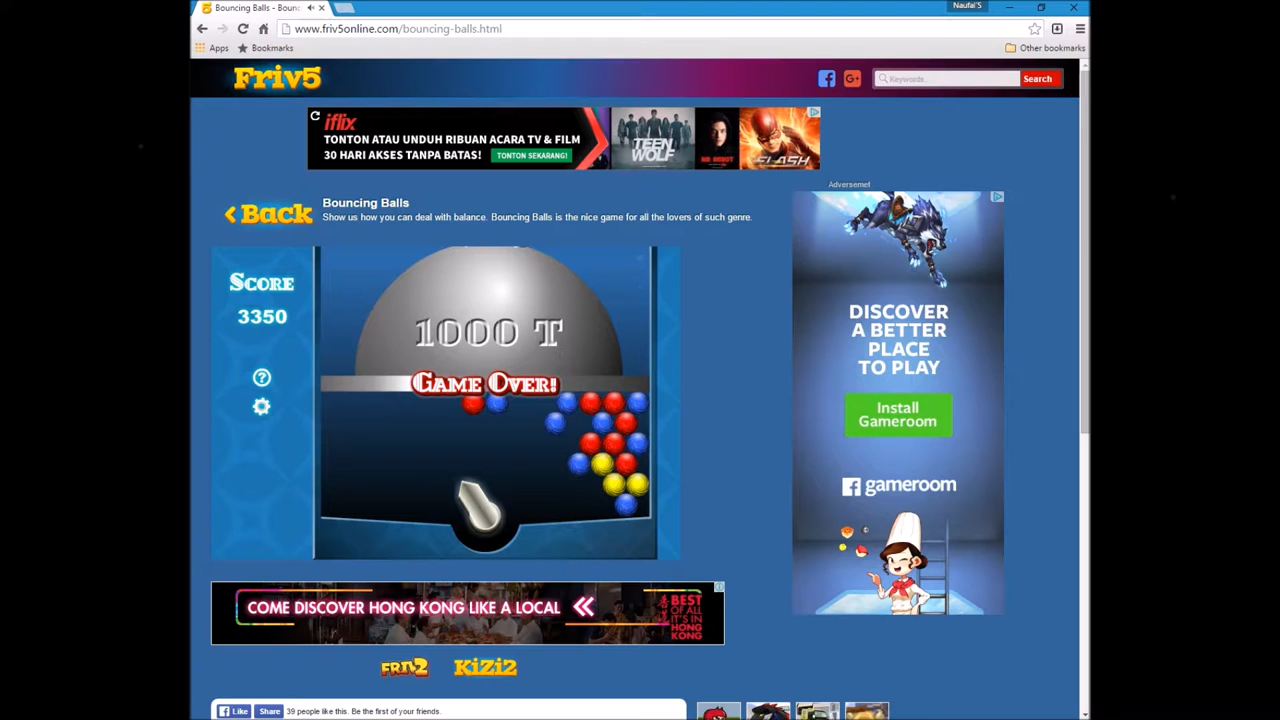 Bouncing Balls - Bounc
Naufal'S
www.friv5online.com/bouncing-balls.html
Apps
Bookmarks
Other bookmarks
Friv5
Keywords...
Search
iflix
TONTON ATAU UNDUH RIBUAN ACARA TV & FILM
30 HARI AKSES TANPA BATAS!
TONTON SEKARANG!
TEEN
WOLF
MR. ROBOT
FLASH
Adversemet
Back
Bouncing Balls
Show us how you can deal with balance. Bouncing Balls is the nice game for all the lovers of such genre.
Score
3350
1000 T
Game Over!
DISCOVER
A BETTER
PLACE
TO PLAY
Install
Gameroom
gameroom
COME DISCOVER HONG KONG LIKE A LOCAL
BEST
OF ALL
IT'S IN
HONG
KONG
FRIV2
KiZi2
Like
Share
39 people like this. Be the first of your friends.